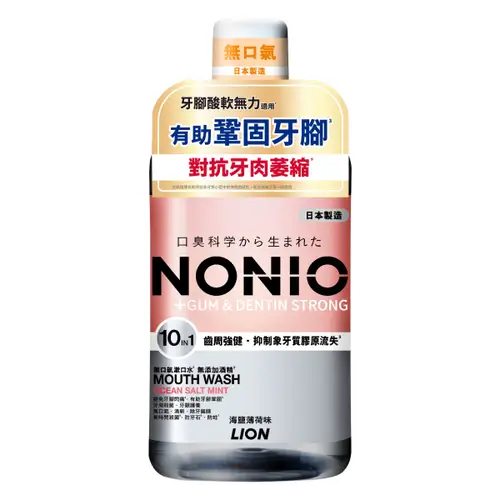 無口氣
日本製造
牙腳酸軟無力適用*
有助鞏固牙腳*
對抗牙肉萎縮*
日本製造
口臭科学から生まれた
NONIO
+GUM & DENTIN STRONG
10 IN 1
齒周強健・抑制象牙質膠原流失*
無口氣漱口水* 無添加酒精*
MOUTH WASH
OCEAN SALT MINT
海鹽薄荷味
LION